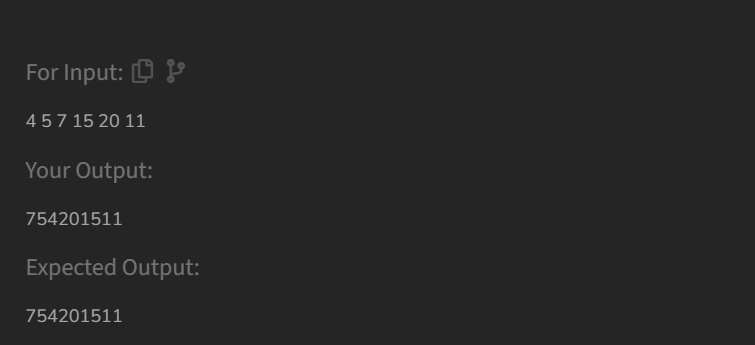 For Input:
4 5 7 15 20 11
Your Output:
754201511
Expected Output:
754201511